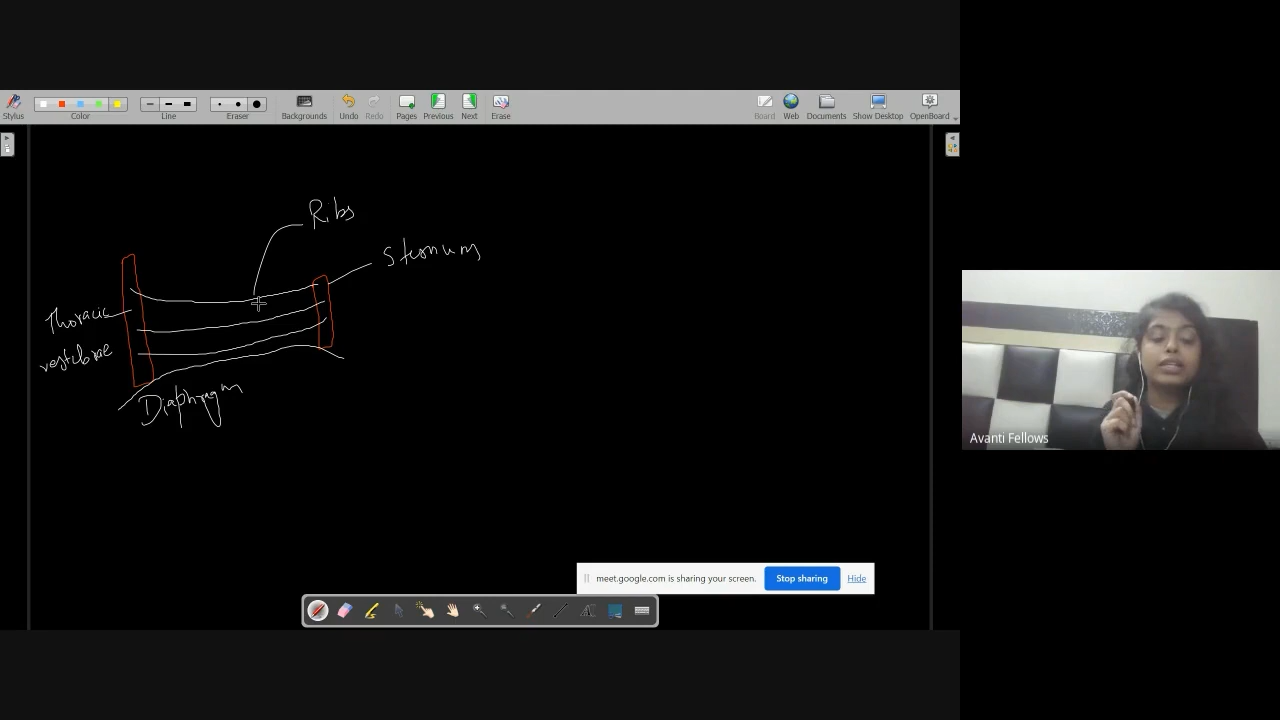 Stylus
Color
Line
Eraser
Backgrounds
Undo
Redo
Pages
Previous
Next
Erase
Board
Web
Documents
Show Desktop
OpenBoard
Ribs
Sternum
Thoracic
vertebrae
Diaphragm
Avanti Fellows
meet.google.com is sharing your screen.
Stop sharing
Hide